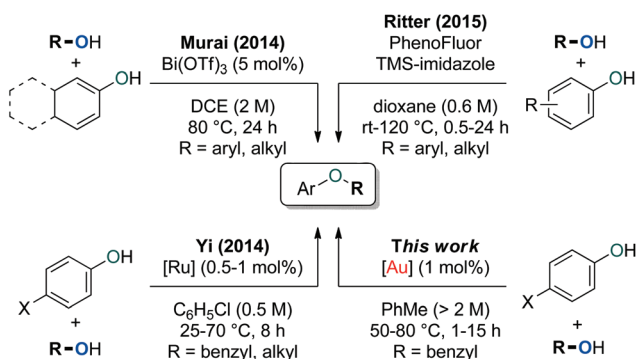 R-OH
+
OH
Murai (2014)
Bi(OTf)₃ (5 mol%)
DCE (2 M)
80 °C, 24 h
R = aryl, alkyl
Ritter (2015)
PhenoFluor
TMS-imidazole
dioxane (0.6 M)
rt-120 °C, 0.5-24 h
R = aryl, alkyl
R-OH
+
OH
R
Ar O R
OH
X
+
R-OH
Yi (2014)
[Ru] (0.5-1 mol%)
C₆H₅Cl (0.5 M)
25-70 °C, 8 h
R = benzyl, alkyl
This work
[Au] (1 mol%)
PhMe (> 2 M)
50-80 °C, 1-15 h
R = benzyl
OH
X
+
R-OH